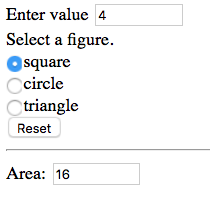 Enter value 4
Select a figure.
square
circle
triangle
Reset
Area: 16